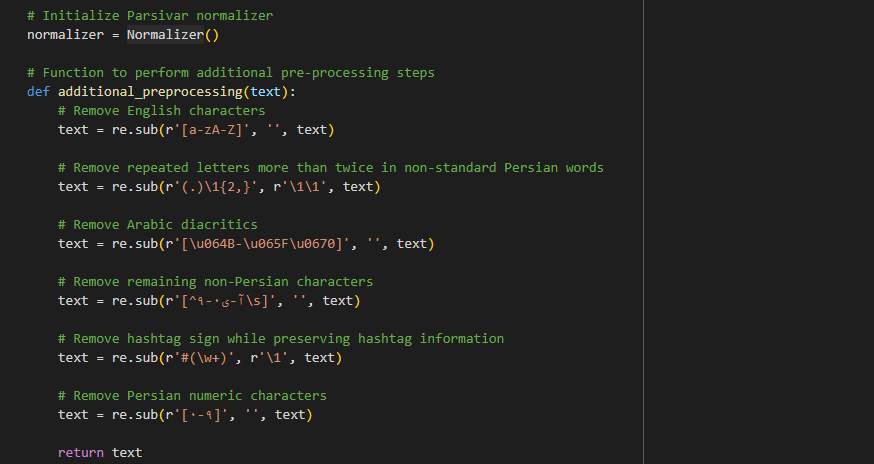 # Initialize Parsivar normalizer
normalizer = Normalizer()
# Function to perform additional pre-processing steps
def additional_preprocessing(text):
# Remove English characters
text = re.sub(r'[a-zA-Z]', '', text)
# Remove repeated letters more than twice in non-standard Persian words
text = re.sub(r'(.)\1{2,}', r'\1\1', text)
# Remove Arabic diacritics
text = re.sub(r'[\u064B-\u065F\u0670]', '', text)
# Remove remaining non-Persian characters
text = re.sub(r'[^آ-ی۰-۹\s]', '', text)
# Remove hashtag sign while preserving hashtag information
text = re.sub(r'#(\w+)', r'\1', text)
# Remove Persian numeric characters
text = re.sub(r'[۰-۹]', '', text)
return text